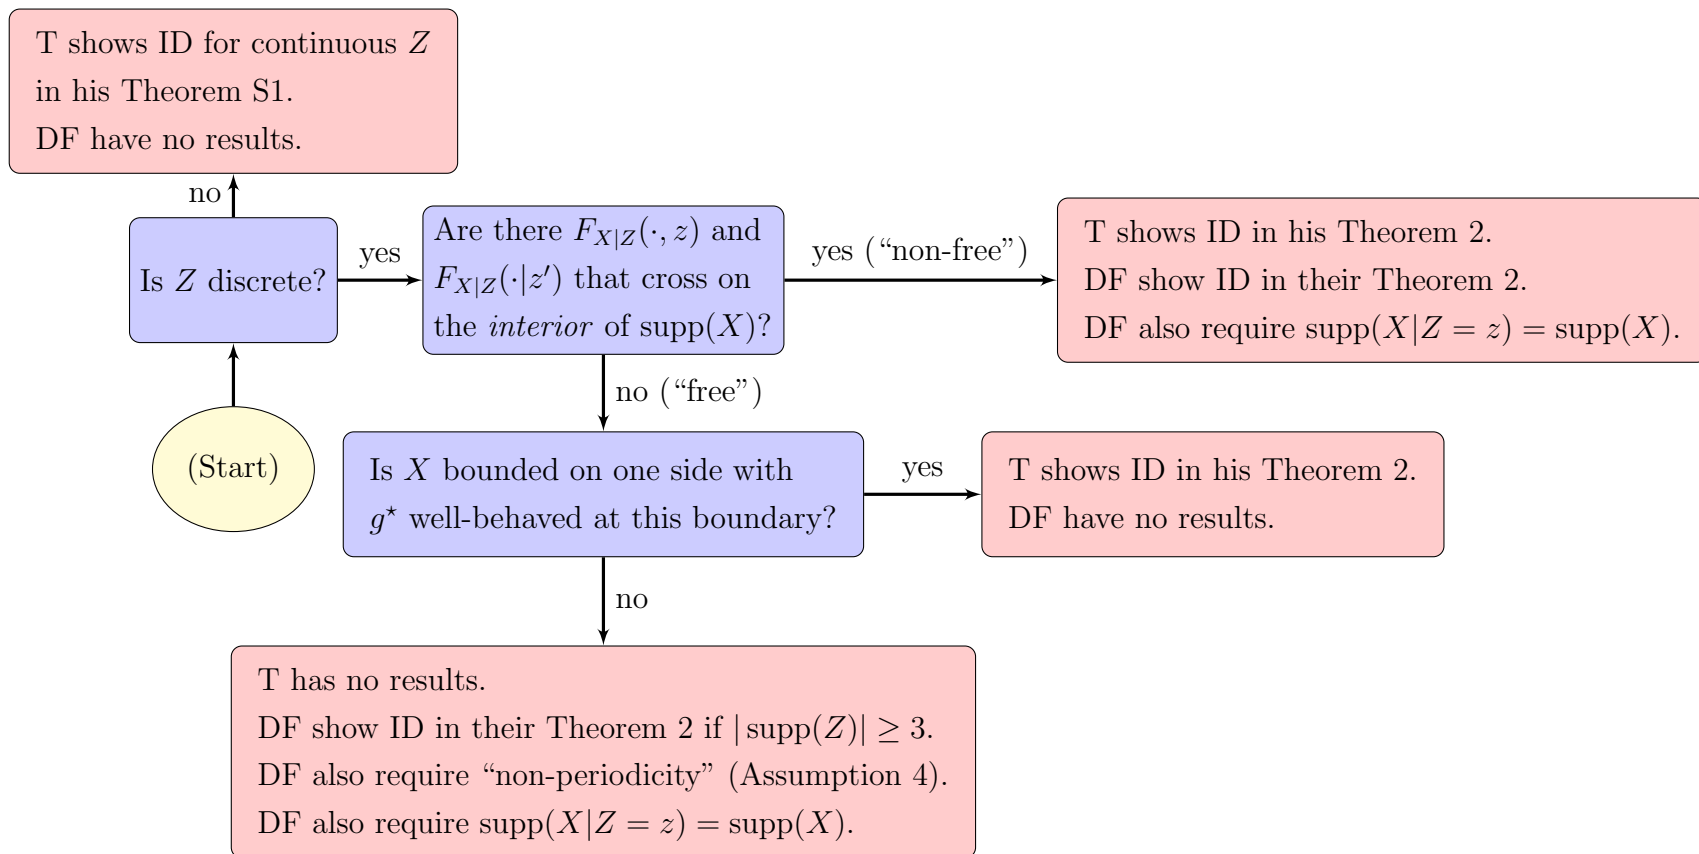 T shows ID for continuous Z
in his Theorem S1.
DF have no results.
no
Is Z discrete?
yes
Are there F_{X|Z}(·, z) and
F_{X|Z}(·|z′) that cross on
the interior of supp(X)?
yes (“non-free”)
T shows ID in his Theorem 2.
DF show ID in their Theorem 2.
DF also require supp(X|Z = z) = supp(X).
no (“free”)
(Start)
Is X bounded on one side with
g⋆ well-behaved at this boundary?
yes
T shows ID in his Theorem 2.
DF have no results.
no
T has no results.
DF show ID in their Theorem 2 if | supp(Z)| ≥ 3.
DF also require “non-periodicity” (Assumption 4).
DF also require supp(X|Z = z) = supp(X).